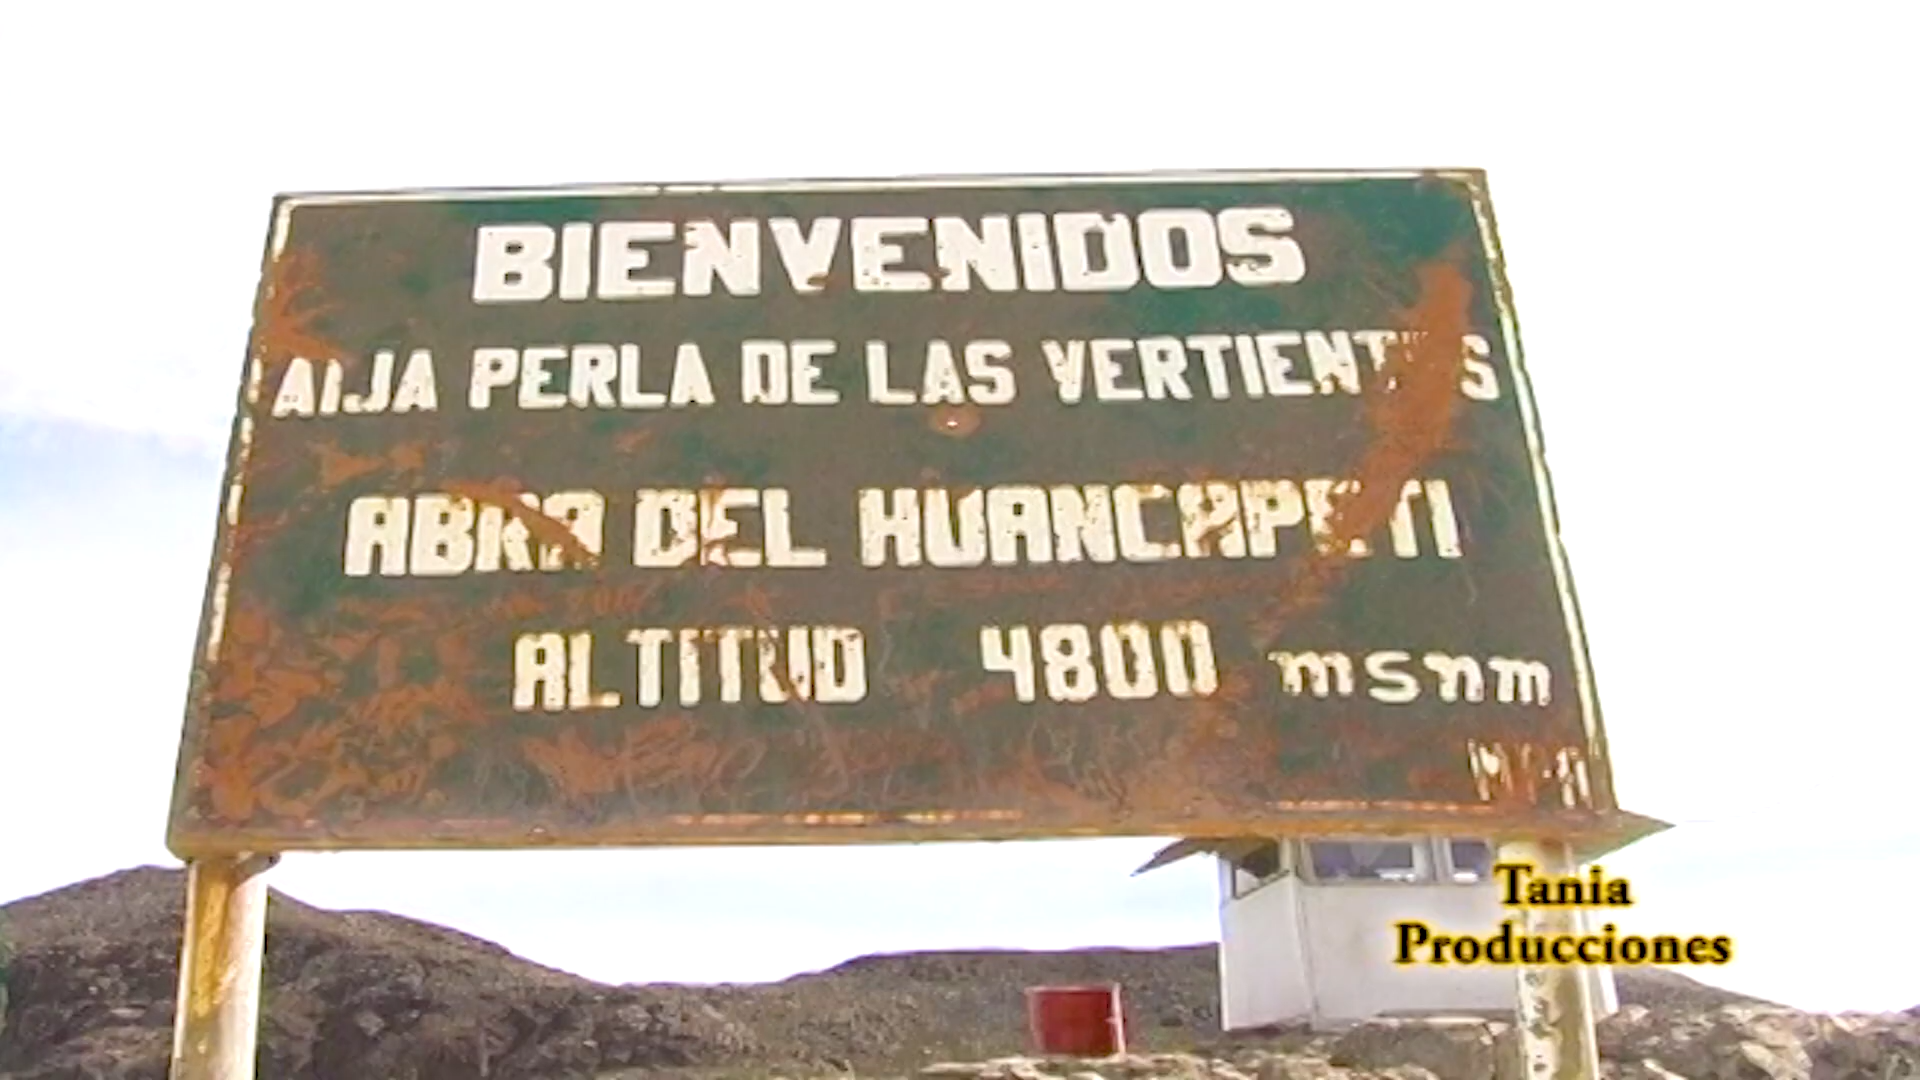 BIENVENIDOS
AIJA PERLA DE LAS VERTIENTES
ABRA DEL HUANCAPETI
ALTITUD 4800 msnm
Tania
Producciones